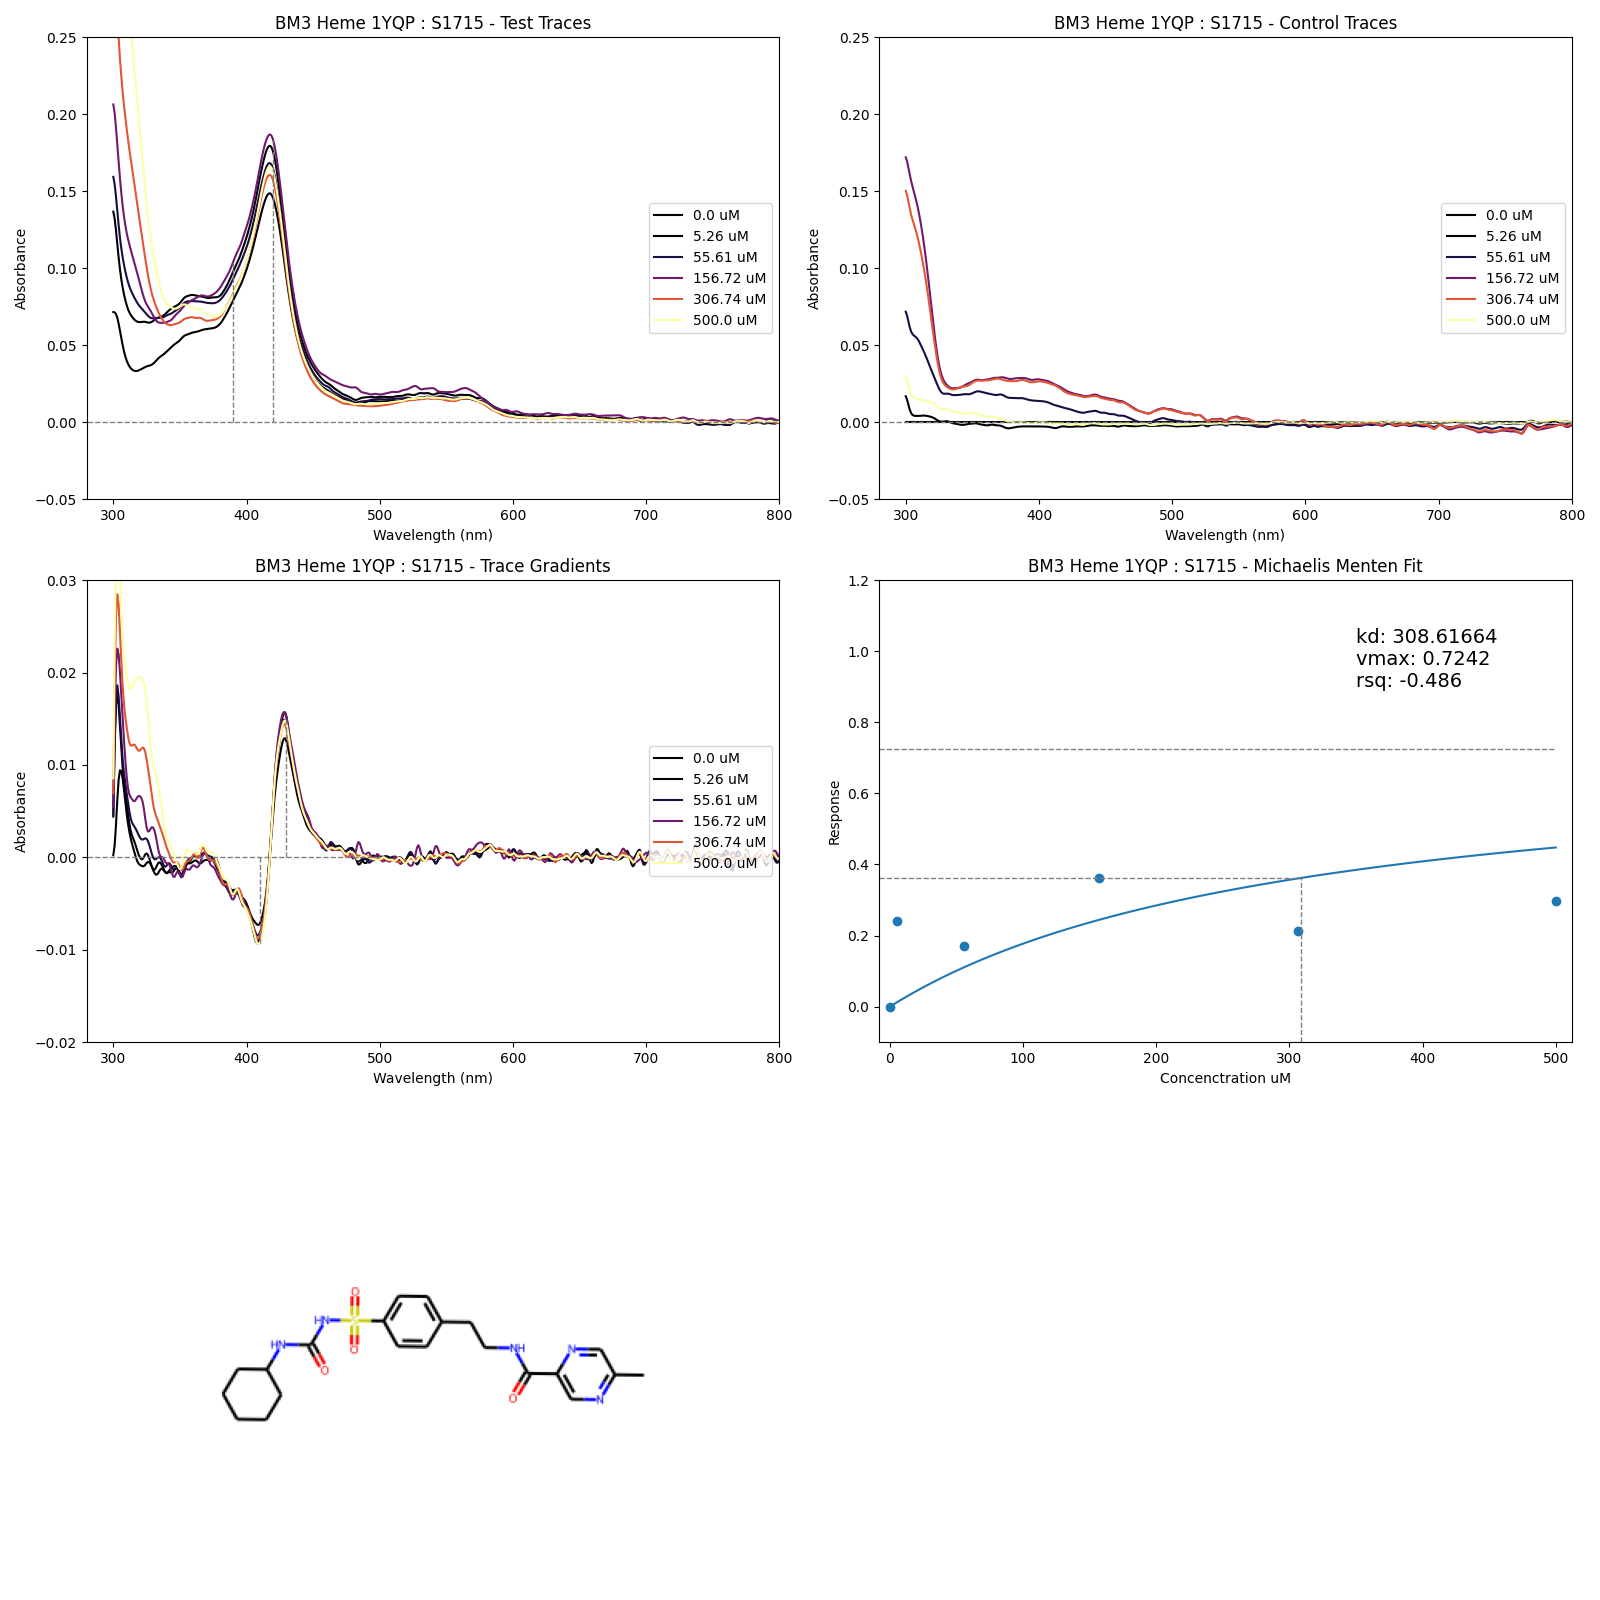 BM3 Heme 1YQP : S1715 - Test Traces
0.25
0.20
0.15
0.10
0.05
0.00
−0.05
Absorbance
300 400 500 600 700 800
Wavelength (nm)
0.0 uM
5.26 uM
55.61 uM
156.72 uM
306.74 uM
500.0 uM
BM3 Heme 1YQP : S1715 - Control Traces
0.25
0.20
0.15
0.10
0.05
0.00
−0.05
Absorbance
300 400 500 600 700 800
Wavelength (nm)
0.0 uM
5.26 uM
55.61 uM
156.72 uM
306.74 uM
500.0 uM
BM3 Heme 1YQP : S1715 - Trace Gradients
0.03
0.02
0.01
0.00
−0.01
−0.02
Absorbance
300 400 500 600 700 800
Wavelength (nm)
0.0 uM
5.26 uM
55.61 uM
156.72 uM
306.74 uM
500.0 uM
BM3 Heme 1YQP : S1715 - Michaelis Menten Fit
1.2
1.0
0.8
0.6
0.4
0.2
0.0
Response
0 100 200 300 400 500
Concenctration uM
kd: 308.61664
vmax: 0.7242
rsq: -0.486
O
HN S
O
HN
O
NH N
O
N